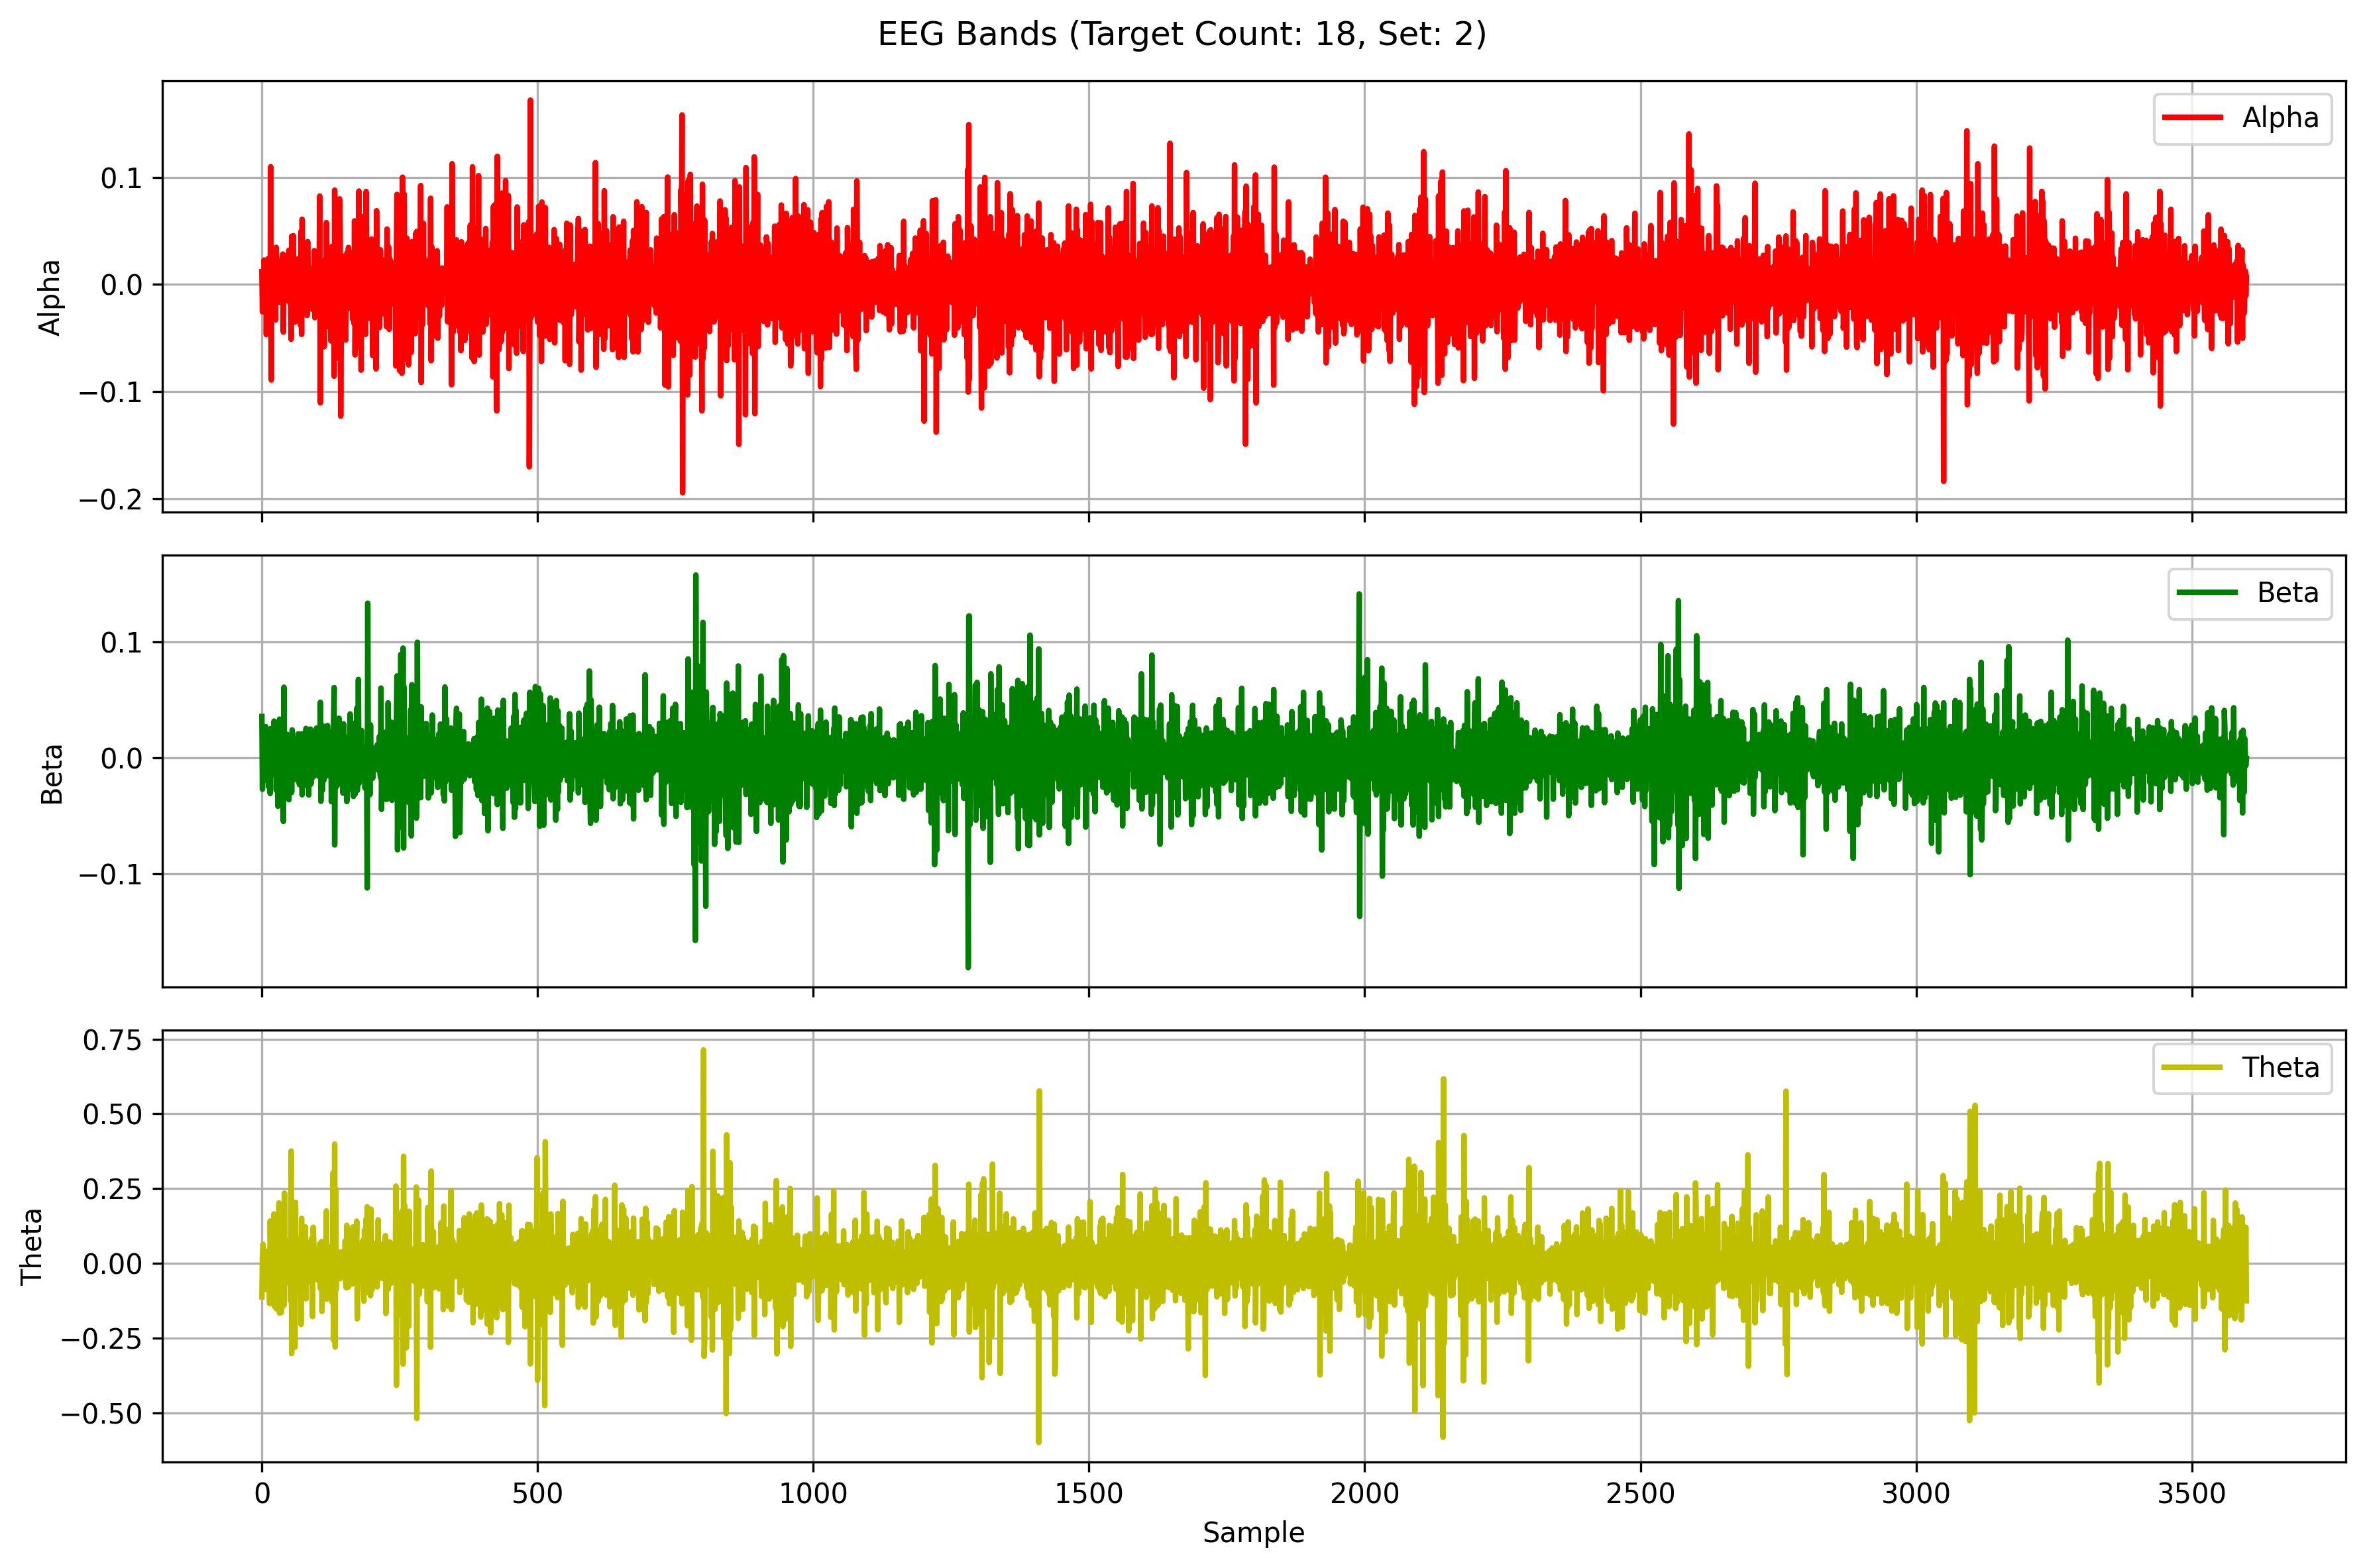 EEG Bands (Target Count: 18, Set: 2)
Alpha
0.1
0.0
−0.1
−0.2
Alpha
Beta
0.1
0.0
−0.1
Beta
Theta
0.75
0.50
0.25
0.00
−0.25
−0.50
Theta
0 500 1000 1500 2000 2500 3000 3500
Sample